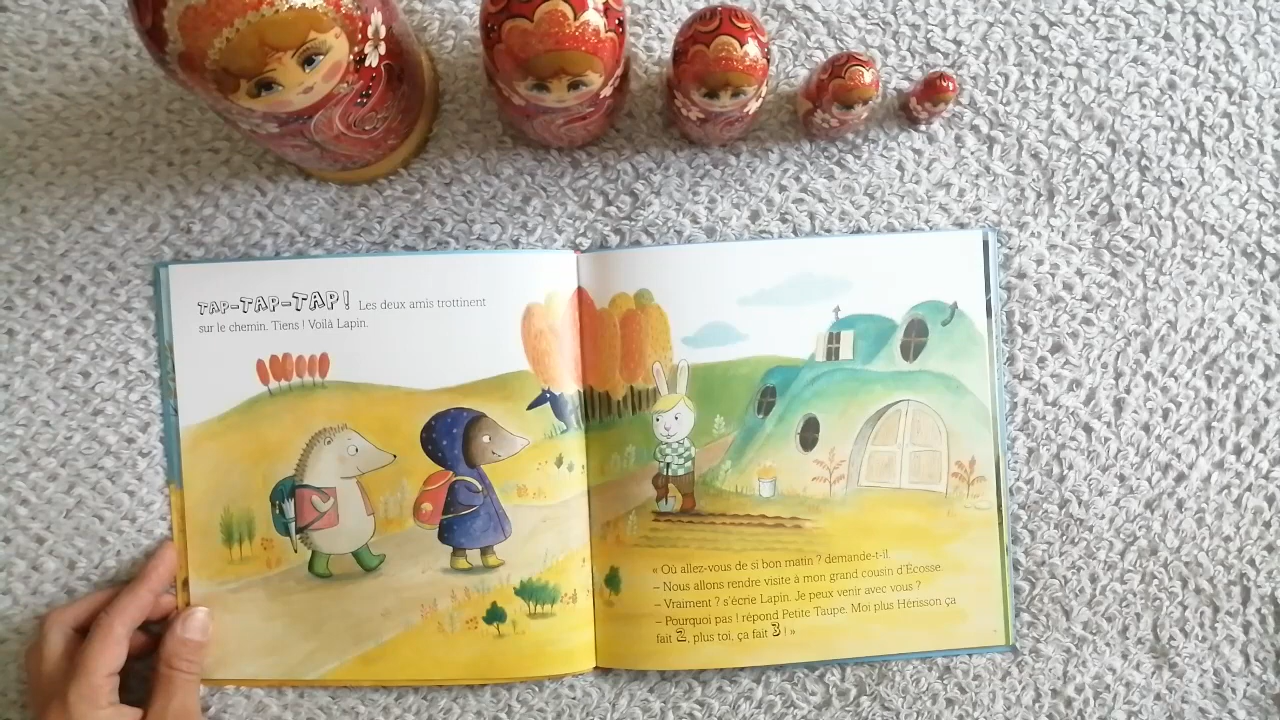 TAP-TAP-TAP! Les deux amis trottinent
sur le chemin. Tiens ! Voilà Lapin.
« Où allez-vous de si bon matin ? demande-t-il.
– Nous allons rendre visite à mon grand cousin d'Écosse.
– Vraiment ? s'écrie Lapin. Je peux venir avec vous ?
– Pourquoi pas ! répond Petite Taupe. Moi plus Hérisson ça
fait 2, plus toi, ça fait 3 ! »